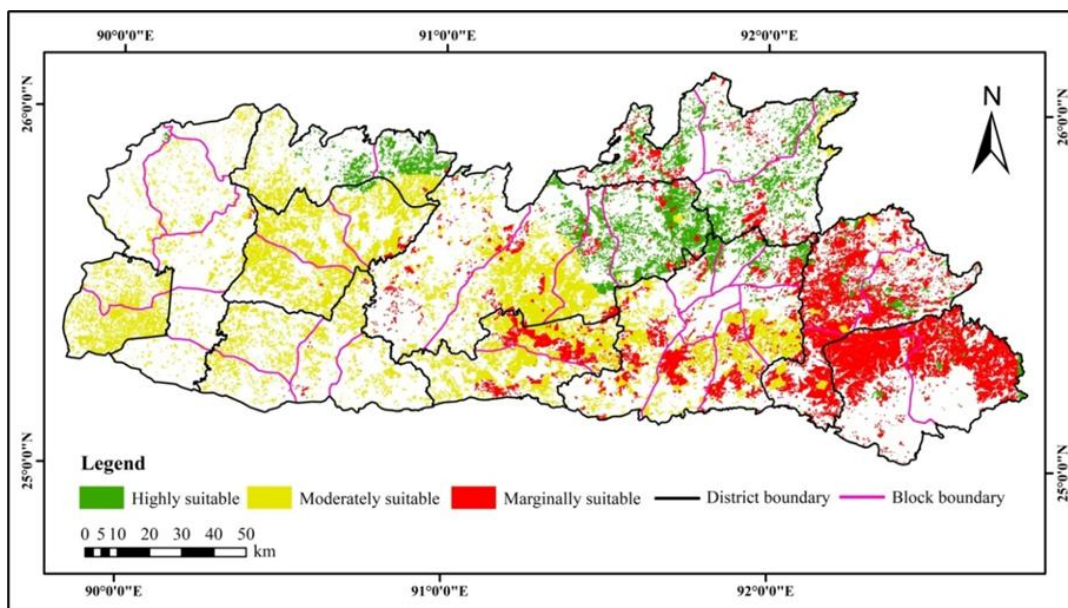 90°0'0"E 91°0'0"E 92°0'0"E
26°0'0"N 26°0'0"N
N
25°0'0"N 25°0'0"N
Legend
Highly suitable Moderately suitable Marginally suitable District boundary Block boundary
0 5 10 20 30 40 50
km
90°0'0"E 91°0'0"E 92°0'0"E